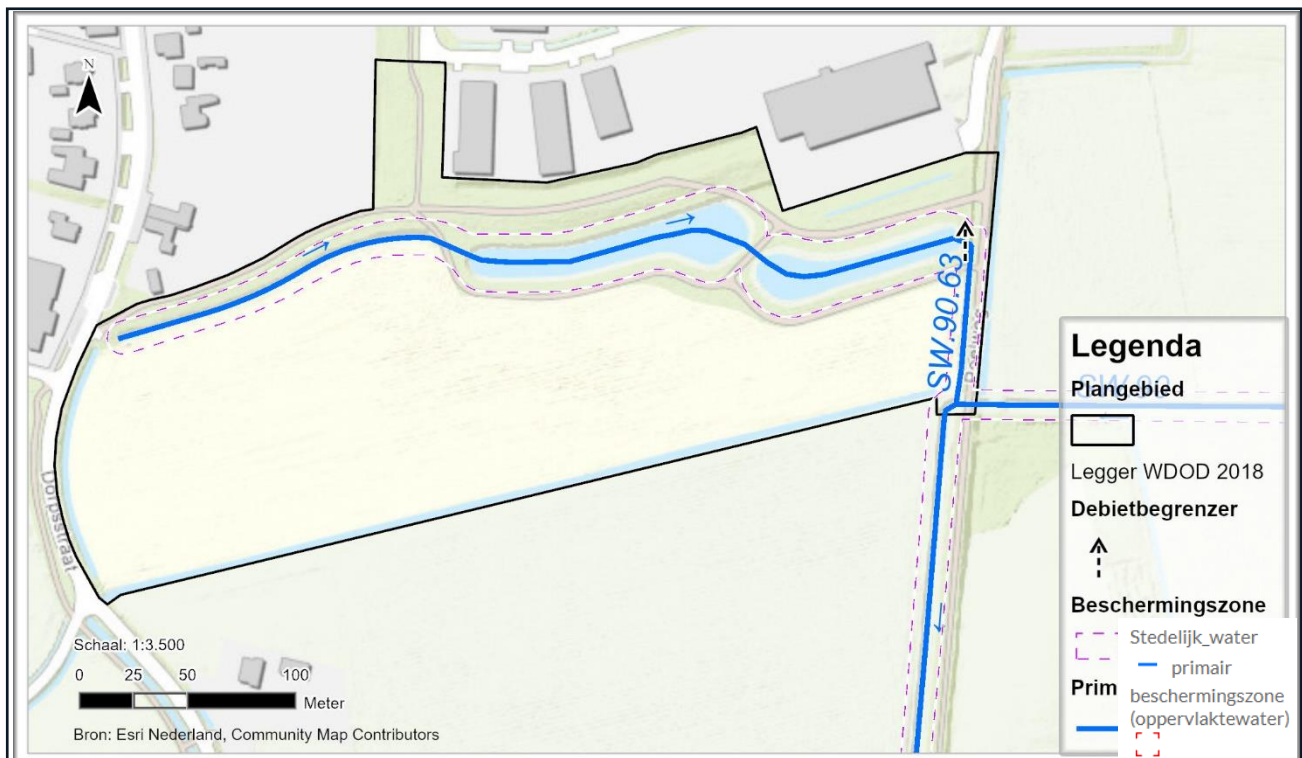 N
SW.90.63
Dorpsstraat
Schaal: 1:3.500
0 25 50 100
Meter
Bron: Esri Nederland, Community Map Contributors
Legenda
Plangebied
Legger WDOD 2018
Debietbegrenzer
Beschermingszone
Stedelijk_water
primair
Prim
beschermingszone
(oppervlaktewater)